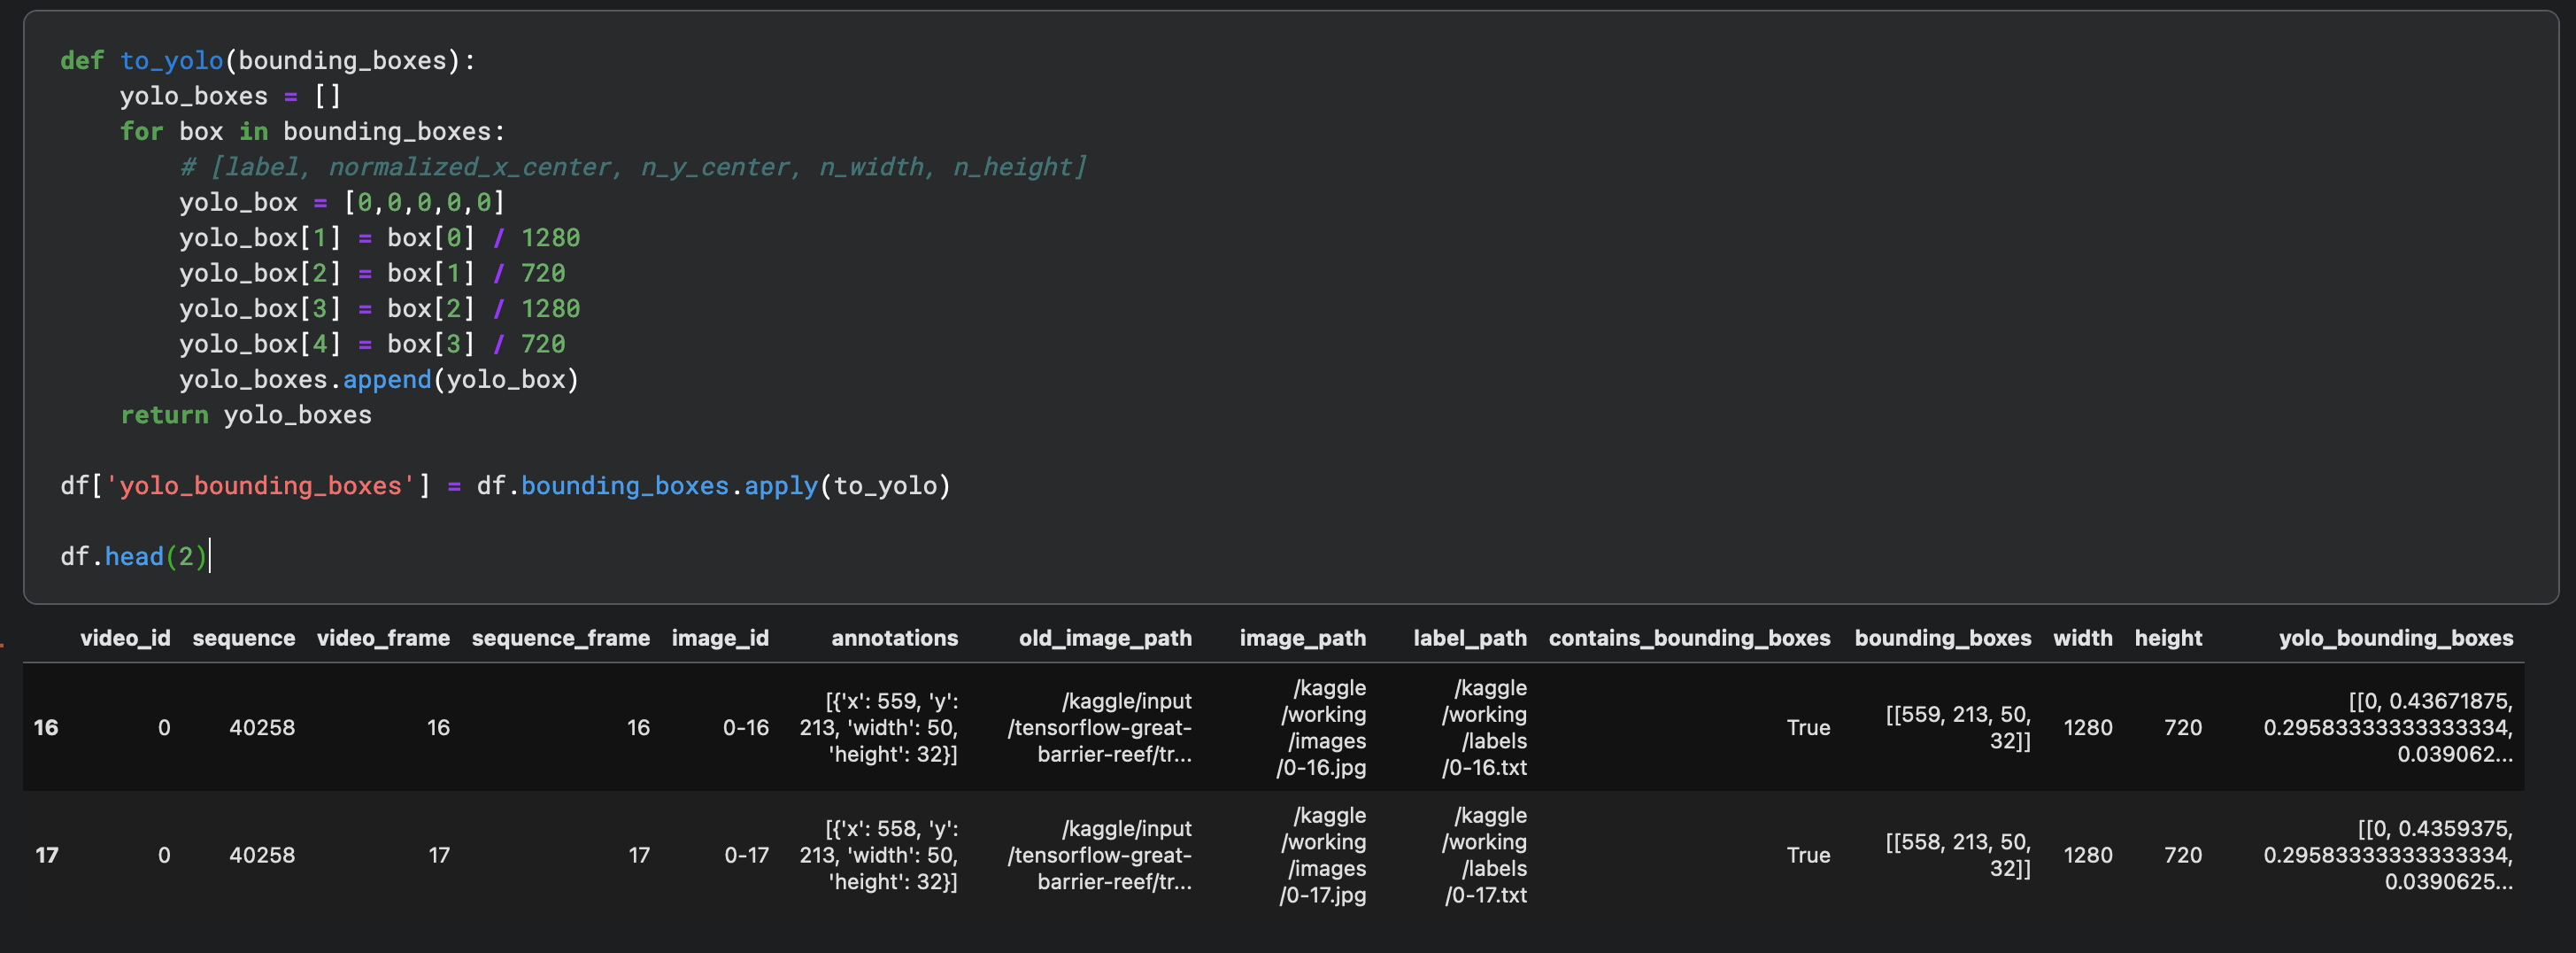 def to_yolo(bounding_boxes):
    yolo_boxes = []
    for box in bounding_boxes:
        # [label, normalized_x_center, n_y_center, n_width, n_height]
        yolo_box = [0,0,0,0,0]
        yolo_box[1] = box[0] / 1280
        yolo_box[2] = box[1] / 720
        yolo_box[3] = box[2] / 1280
        yolo_box[4] = box[3] / 720
        yolo_boxes.append(yolo_box)
    return yolo_boxes
df['yolo_bounding_boxes'] = df.bounding_boxes.apply(to_yolo)
df.head(2)
video_id sequence video_frame sequence_frame image_id annotations old_image_path image_path label_path contains_bounding_boxes bounding_boxes width height yolo_bounding_boxes
16 0 40258 16 16 0-16
[{'x': 559, 'y':
213, 'width': 50,
'height': 32}]
/kaggle/input
/tensorflow-great-
barrier-reef/tr...
/kaggle
/working
/images
/0-16.jpg
/kaggle
/working
/labels
/0-16.txt
True
[[559, 213, 50,
32]]
1280 720
[[0, 0.43671875,
0.29583333333333334,
0.039062...
17 0 40258 17 17 0-17
[{'x': 558, 'y':
213, 'width': 50,
'height': 32}]
/kaggle/input
/tensorflow-great-
barrier-reef/tr...
/kaggle
/working
/images
/0-17.jpg
/kaggle
/working
/labels
/0-17.txt
True
[[558, 213, 50,
32]]
1280 720
[[0, 0.4359375,
0.29583333333333334,
0.0390625...